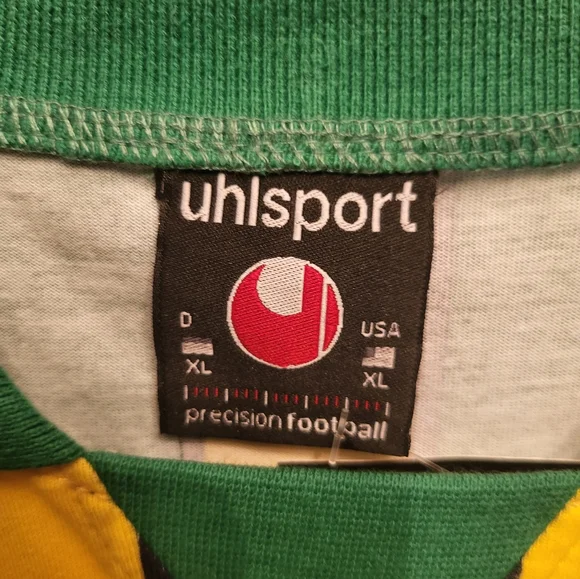 uhlsport
D USA
XL XL
precision football